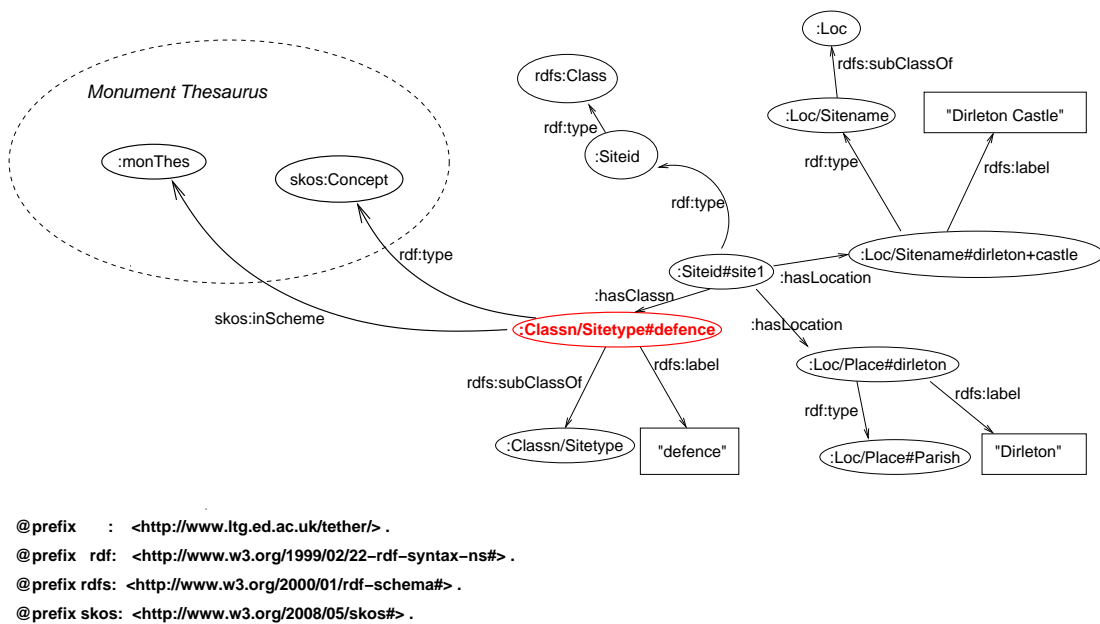 :Loc
rdfs:subClassOf
rdfs:Class
Monument Thesaurus
:Loc/Sitename
"Dirleton Castle"
rdf:type
:Siteid
:monThes
skos:Concept
rdf:type
rdfs:label
rdf:type
rdf:type
:Siteid#site1
:Loc/Sitename#dirleton+castle
:hasLocation
:hasClassn
skos:inScheme
:Classn/Sitetype#defence
:hasLocation
rdfs:subClassOf
rdfs:label
:Loc/Place#dirleton
rdfs:label
rdf:type
:Classn/Sitetype
"defence"
:Loc/Place#Parish
"Dirleton"
@prefix : <http://www.ltg.ed.ac.uk/tether/> .
@prefix rdf: <http://www.w3.org/1999/02/22−rdf−syntax−ns#> .
@prefix rdfs: <http://www.w3.org/2000/01/rdf−schema#> .
@prefix skos: <http://www.w3.org/2008/05/skos#> .